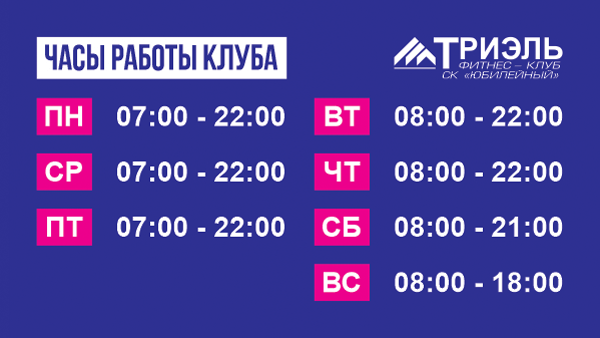 ЧАСЫ РАБОТЫ КЛУБА
ТРИЭЛЬ
ФИТНЕС – КЛУБ
СК «ЮБИЛЕЙНЫЙ»
ПН 07:00 - 22:00
ВТ 08:00 - 22:00
СР 07:00 - 22:00
ЧТ 08:00 - 22:00
ПТ 07:00 - 22:00
СБ 08:00 - 21:00
ВС 08:00 - 18:00